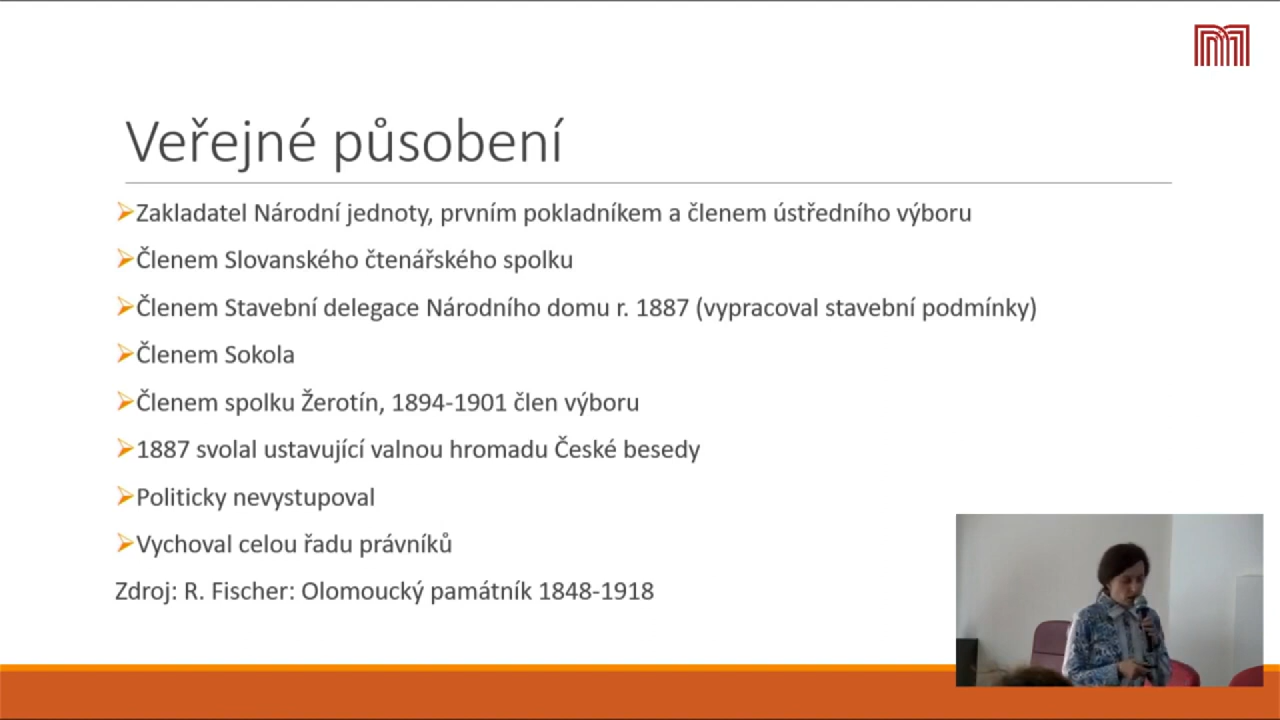 Veřejné působení
Zakladatel Národní jednoty, prvním pokladníkem a členem ústředního výboru
Členem Slovanského čtenářského spolku
Členem Stavební delegace Národního domu r. 1887 (vypracoval stavební podmínky)
Členem Sokola
Členem spolku Žerotín, 1894-1901 člen výboru
1887 svolal ustavující valnou hromadu České besedy
Politicky nevystupoval
Vychoval celou řadu právníků
Zdroj: R. Fischer: Olomoucký památník 1848-1918